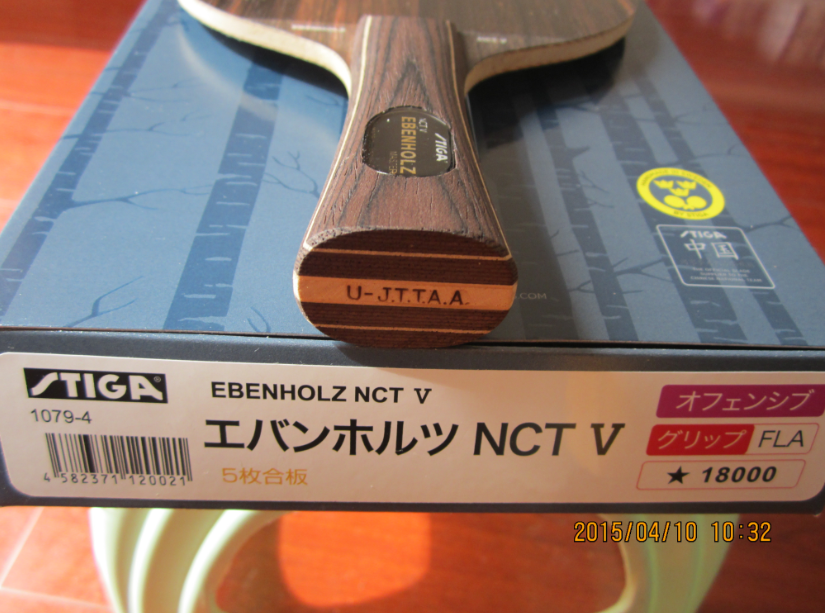 STIGA
EBENHOLZ
NCT V
U-J.T.T.A.A.
STIGA
中国
STIGA
EBENHOLZ NCT V
オフェンシブ
1079-4
エバンホルツ NCT V
グリップ FLA
5枚合板
★ 18000
4 582371 120021
2015/04/10 10:32